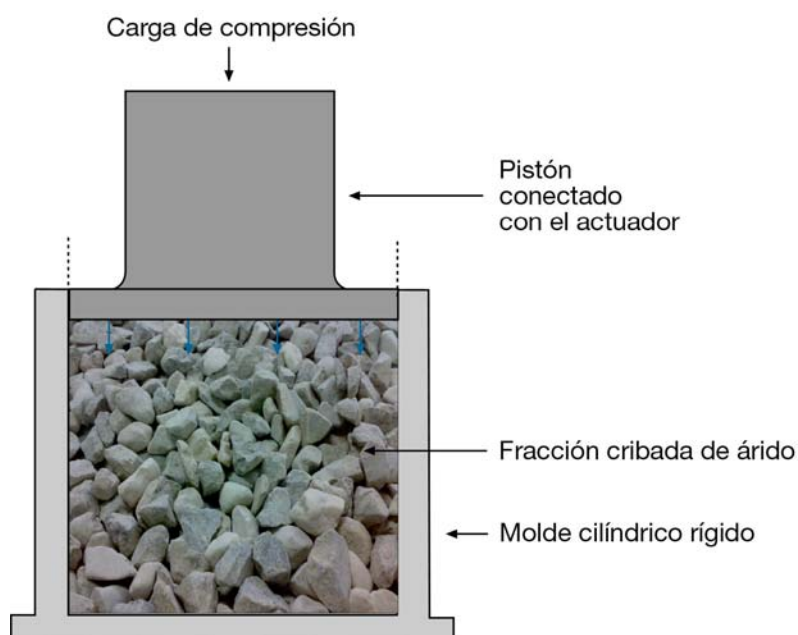 Carga de compresión
Pistón
conectado
con el actuador
Fracción cribada de árido
Molde cilíndrico rígido